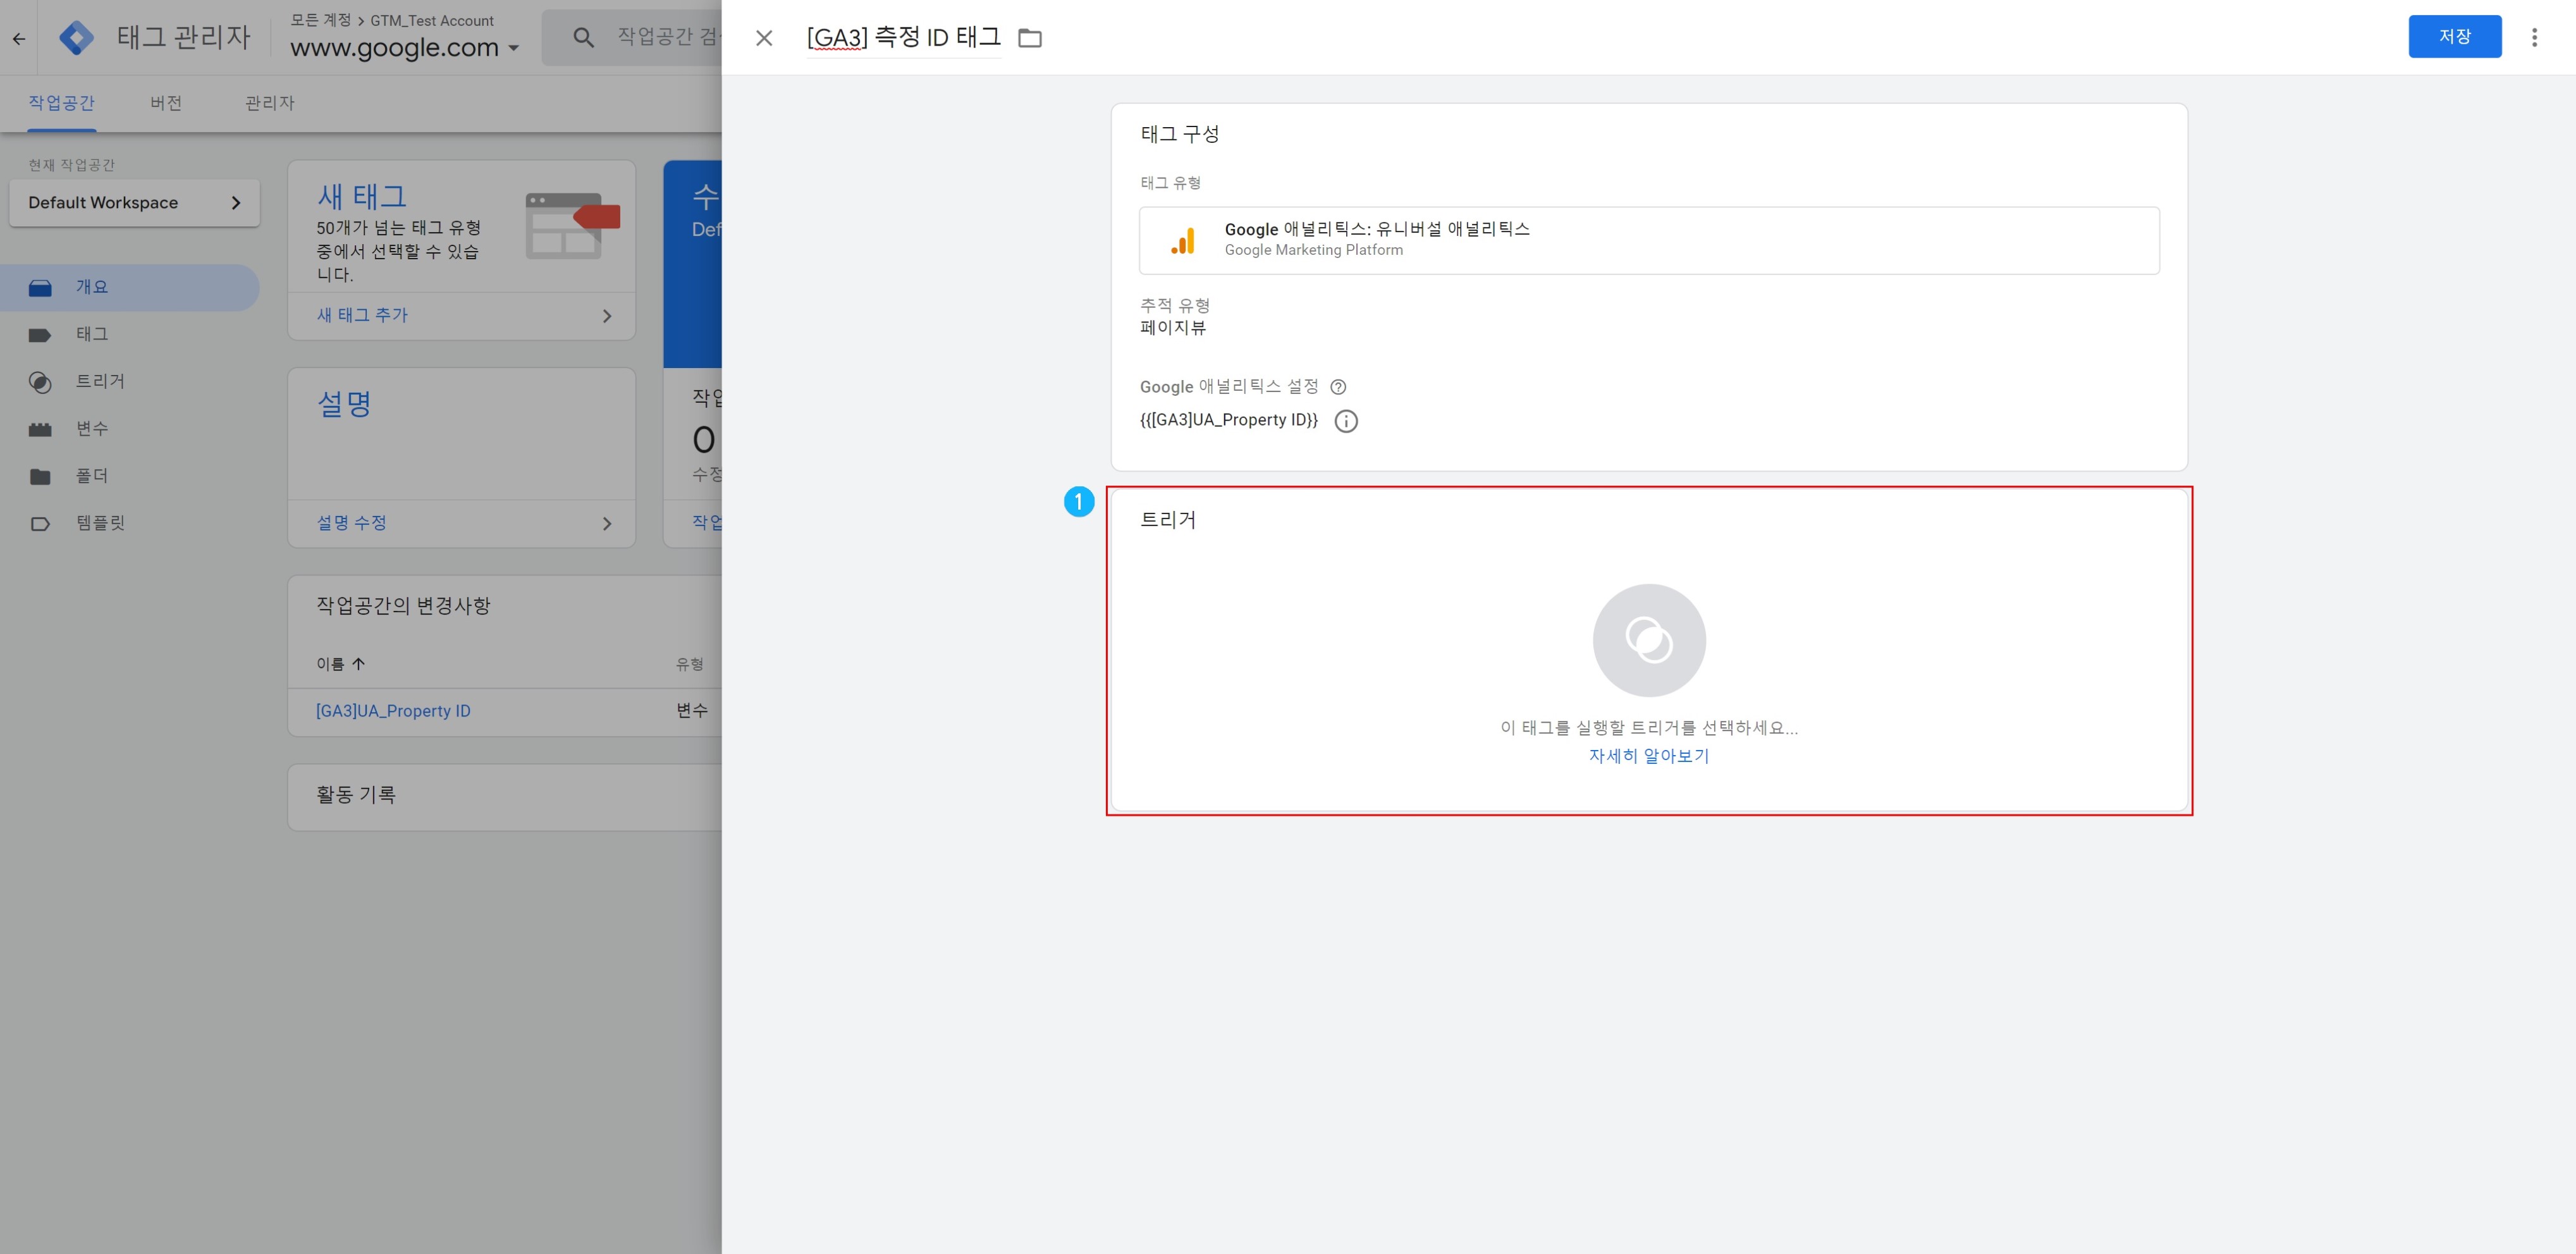 태그 관리자
모든 계정 > GTM_Test Account
www.google.com
작업공간 검
[GA3] 측정 ID 태그
저장
작업공간
버전
관리자
현재 작업공간
Default Workspace
개요
태그
트리거
변수
폴더
템플릿
새 태그
50개가 넘는 태그 유형
중에서 선택할 수 있습
니다.
새 태그 추가
수
Def
설명
설명 수정
작업
0
수정
작업
작업공간의 변경사항
이름
유형
[GA3]UA_Property ID
변수
활동 기록
태그 구성
태그 유형
Google 애널리틱스: 유니버설 애널리틱스
Google Marketing Platform
추적 유형
페이지뷰
Google 애널리틱스 설정
{{[GA3]UA_Property ID}}
1
트리거
이 태그를 실행할 트리거를 선택하세요...
자세히 알아보기